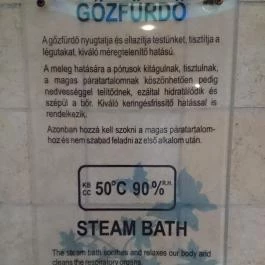 GŐZFÜRDŐ
A gőzfürdő nyugtatja és ellazítja testünket, tisztítja a
légutakat, kiváló méregtelenítő hatású.
A meleg hatására a pórusok kitágulnak, tisztulnak,
a magas páratartalomnak köszönhetően pedig
nedvességgel telítődnek, ezáltal hidratálódik és
szépül a bőr. Kiváló keringésfrissítő hatással is
rendelkezik.
Azonban hozzá kell szokni a magas páratartalom-
hoz és nem szabad feladni az első alkalom után.
KB CC 50°C 90% R.H.
STEAM BATH
The steam bath soothes and relaxes our body and
cleans the respiratory organs